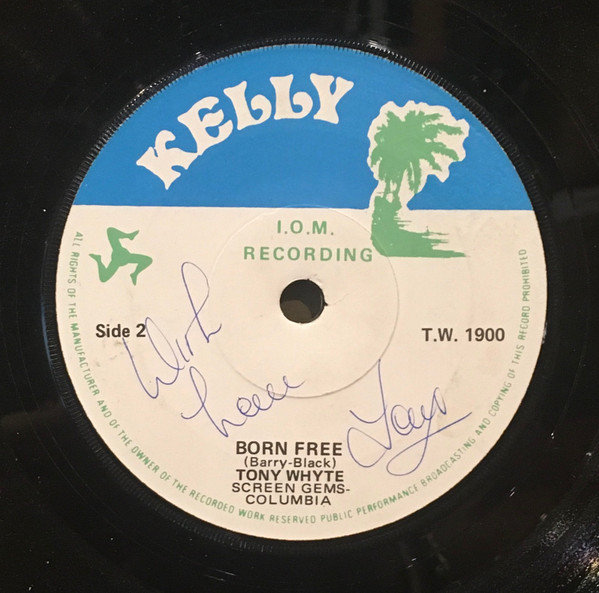 KELLY
I.O.M.
RECORDING
Side 2
T.W. 1900
With
Love
Tony
BORN FREE
(Barry-Black)
TONY WHYTE
SCREEN GEMS-
COLUMBIA
ALL RIGHTS OF THE MANUFACTURER AND OF THE OWNER OF THE RECORDED WORK RESERVED PUBLIC PERFORMANCE BROADCASTING AND COPYING OF THIS RECORD PROHIBITED